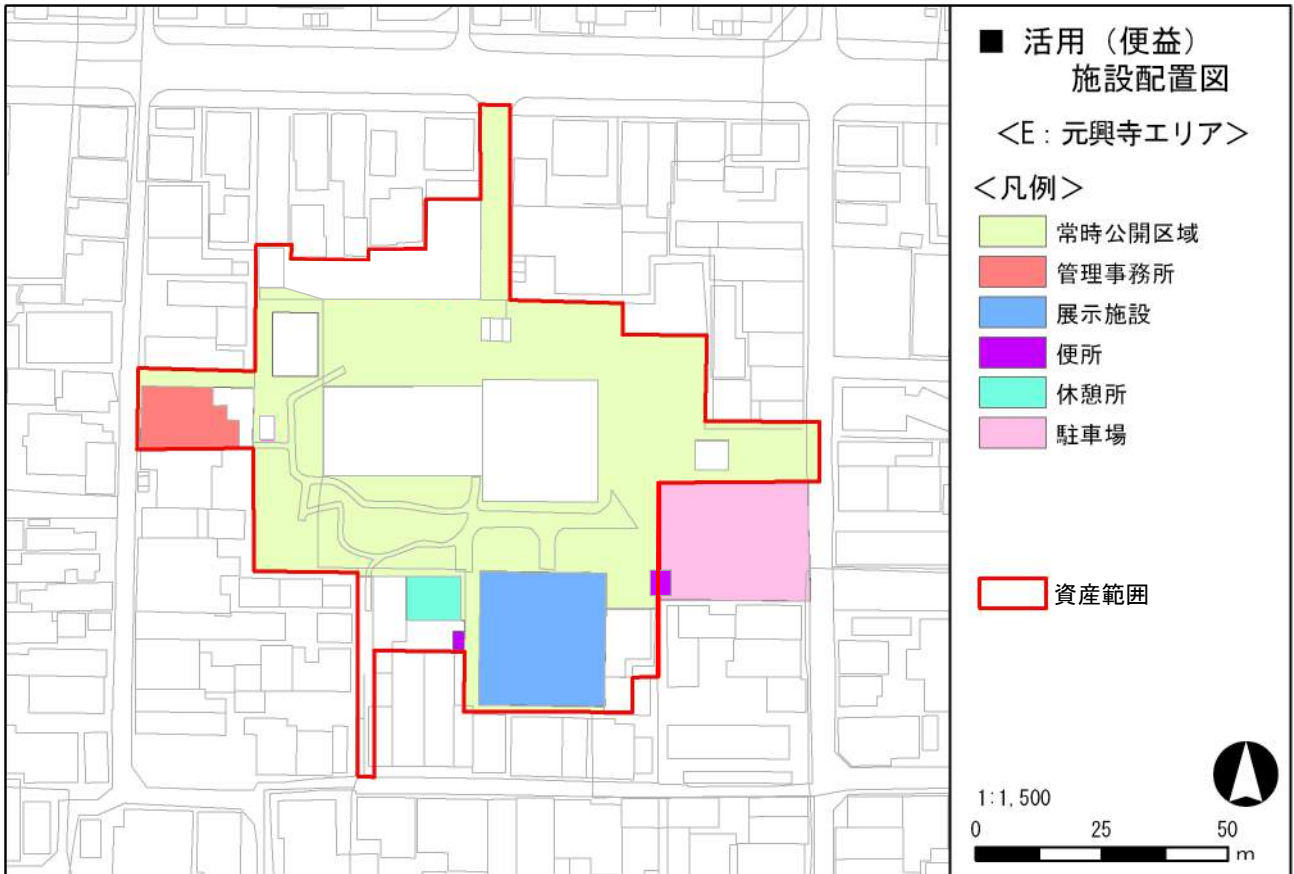 ■ 活用（便益）
施設配置図
＜E：元興寺エリア＞
＜凡例＞
常時公開区域
管理事務所
展示施設
便所
休憩所
駐車場
資産範囲
1:1,500
0 25 50
m